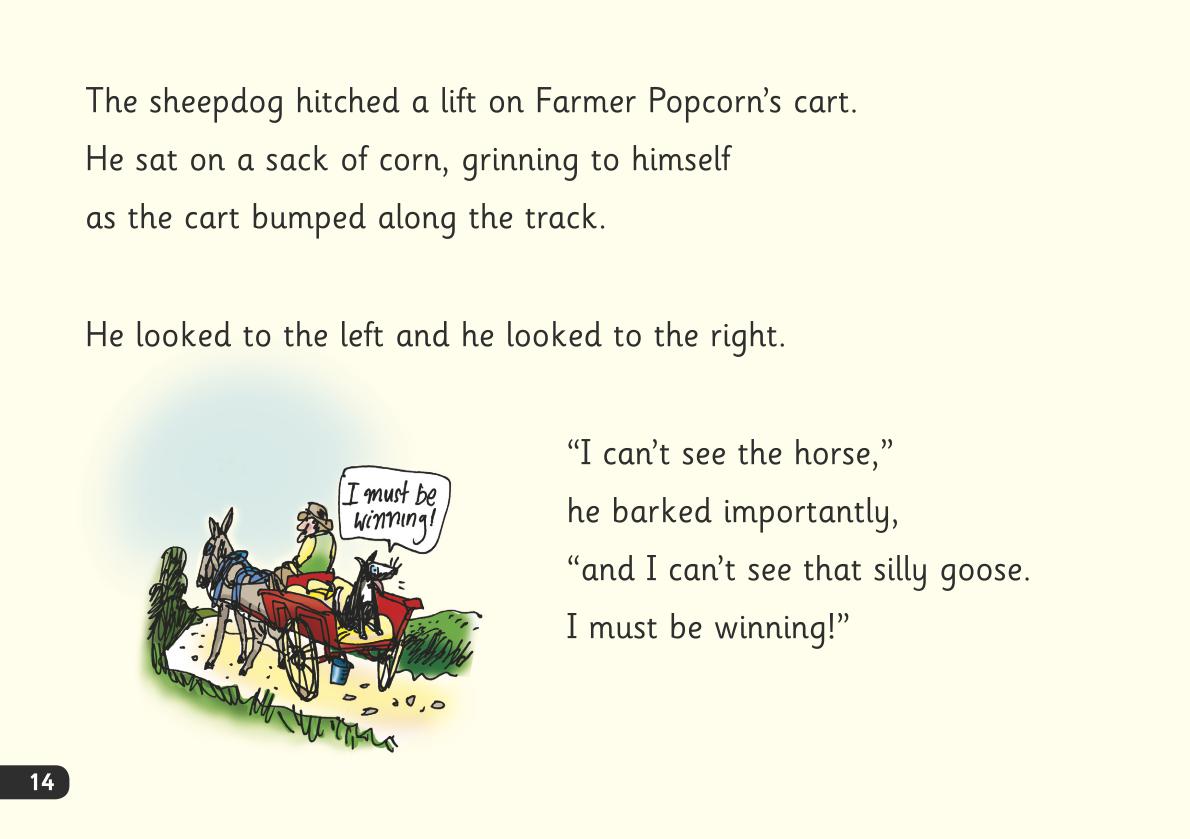 The sheepdog hitched a lift on Farmer Popcorn’s cart.
He sat on a sack of corn, grinning to himself
as the cart bumped along the track.
He looked to the left and he looked to the right.
I must be
winning!
“I can’t see the horse,”
he barked importantly,
“and I can’t see that silly goose.
I must be winning!”
14